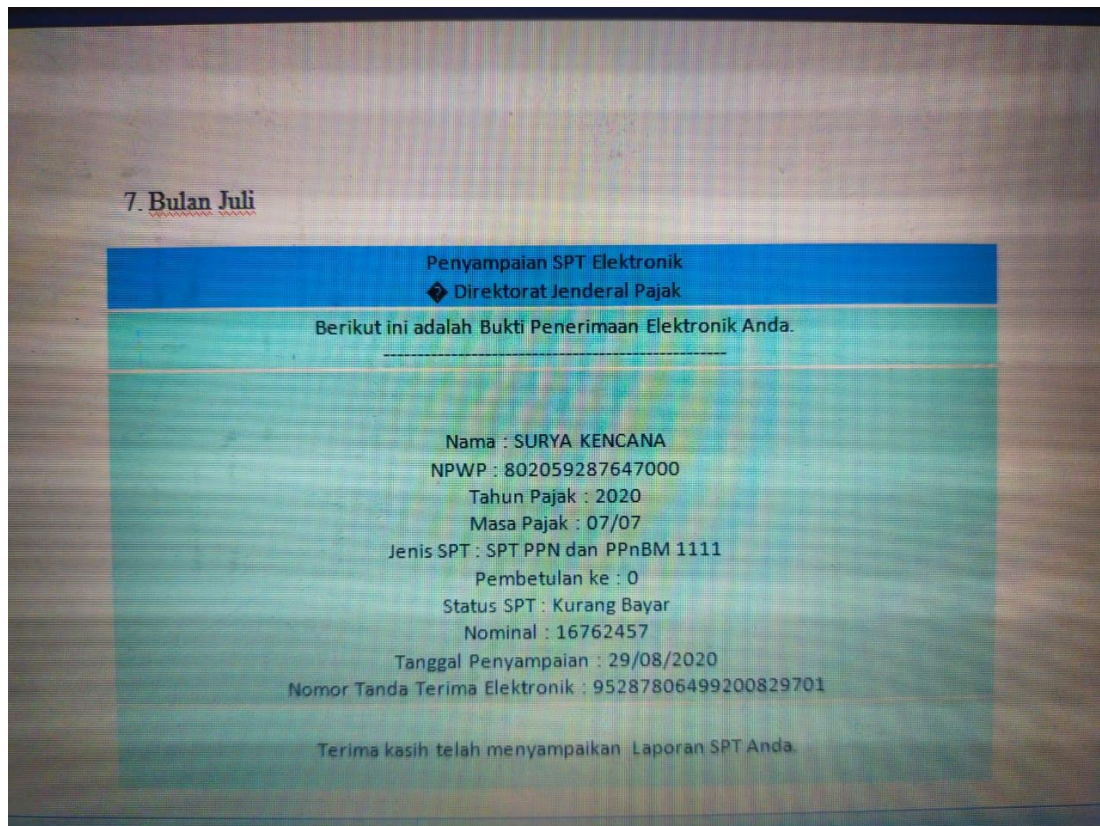 7. Bulan Juli
Penyampaian SPT Elektronik
� Direktorat Jenderal Pajak
Berikut ini adalah Bukti Penerimaan Elektronik Anda.
--------------------------------------------------
Nama : SURYA KENCANA
NPWP : 802059287647000
Tahun Pajak : 2020
Masa Pajak : 07/07
Jenis SPT : SPT PPN dan PPnBM 1111
Pembetulan ke : 0
Status SPT : Kurang Bayar
Nominal : 16762457
Tanggal Penyampaian : 29/08/2020
Nomor Tanda Terima Elektronik : 95287806499200829701
Terima kasih telah menyampaikan Laporan SPT Anda.